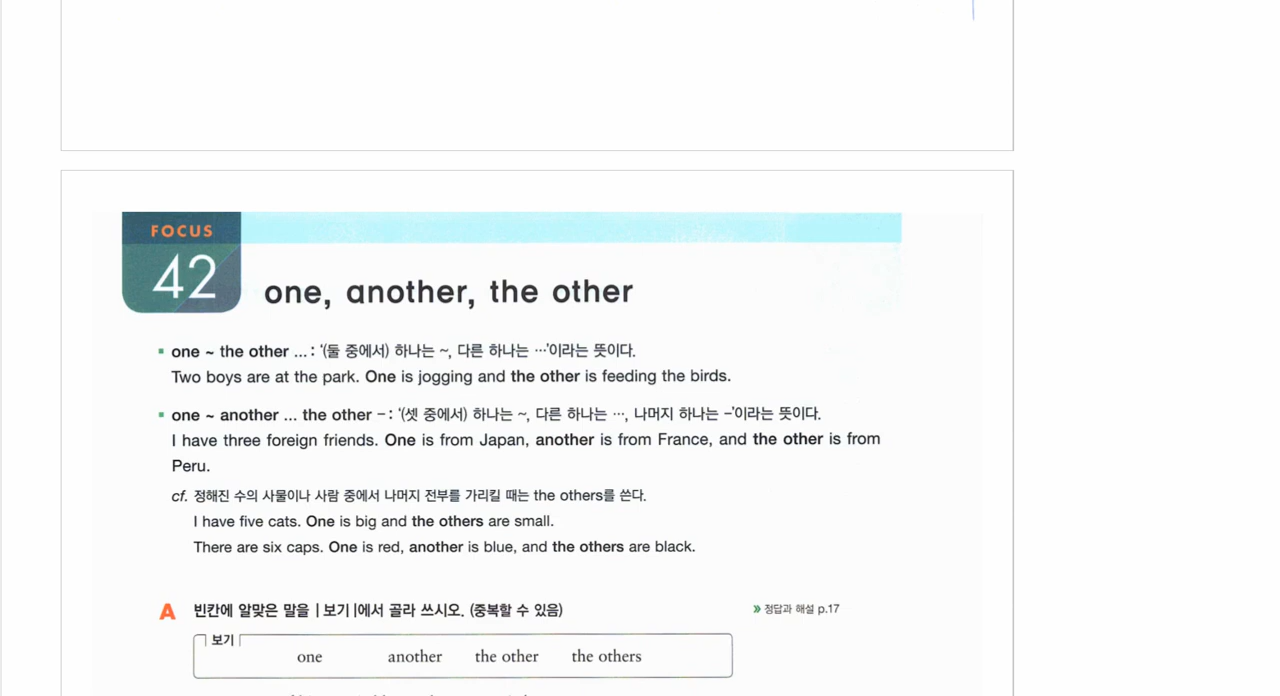 FOCUS
42
one, another, the other
▪ one ~ the other ... : ‘(둘 중에서) 하나는 ~, 다른 하나는 …’이라는 뜻이다.
Two boys are at the park. One is jogging and the other is feeding the birds.
▪ one ~ another ... the other – : ‘(셋 중에서) 하나는 ~, 다른 하나는 …, 나머지 하나는 –’이라는 뜻이다.
I have three foreign friends. One is from Japan, another is from France, and the other is from
Peru.
cf. 정해진 수의 사물이나 사람 중에서 나머지 전부를 가리킬 때는 the others를 쓴다.
I have five cats. One is big and the others are small.
There are six caps. One is red, another is blue, and the others are black.
A 빈칸에 알맞은 말을 |보기|에서 골라 쓰시오. (중복할 수 있음) » 정답과 해설 p.17
보기
one another the other the others